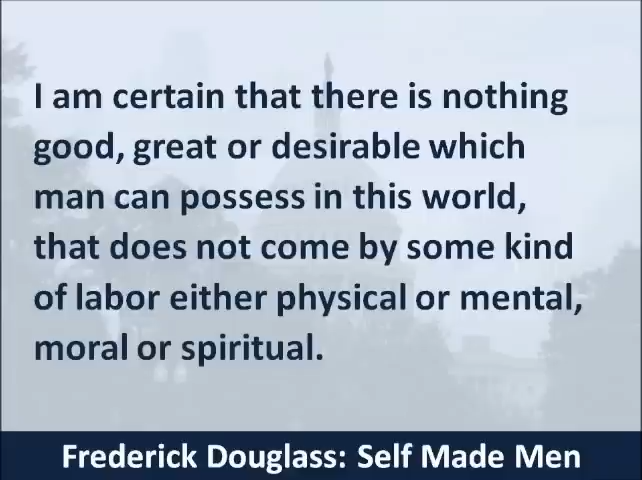 I am certain that there is nothing
good, great or desirable which
man can possess in this world,
that does not come by some kind
of labor either physical or mental,
moral or spiritual.
Frederick Douglass: Self Made Men